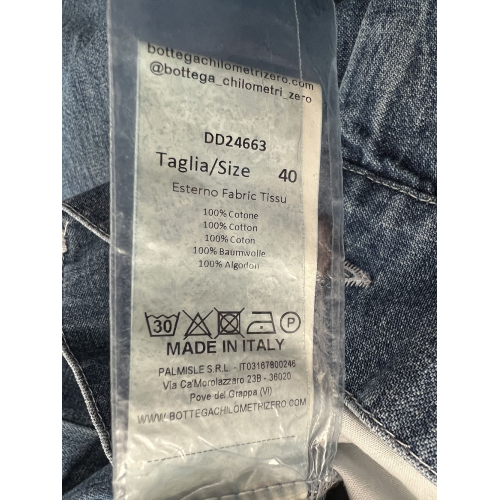 bottegachilometrizero.com
@bottega_chilometri_zero
DD24663
Taglia/Size 40
Esterno Fabric Tissu
100% Cotone
100% Cotton
100% Coton
100% Baumwolle
100% Algodon
30 P
MADE IN ITALY
PALMISLE S.R.L. - IT03167800246
Via Ca'Morolazzaro 23B - 36020
Pove del Grappa (VI)
WWW.BOTTEGACHILOMETRIZERO.COM